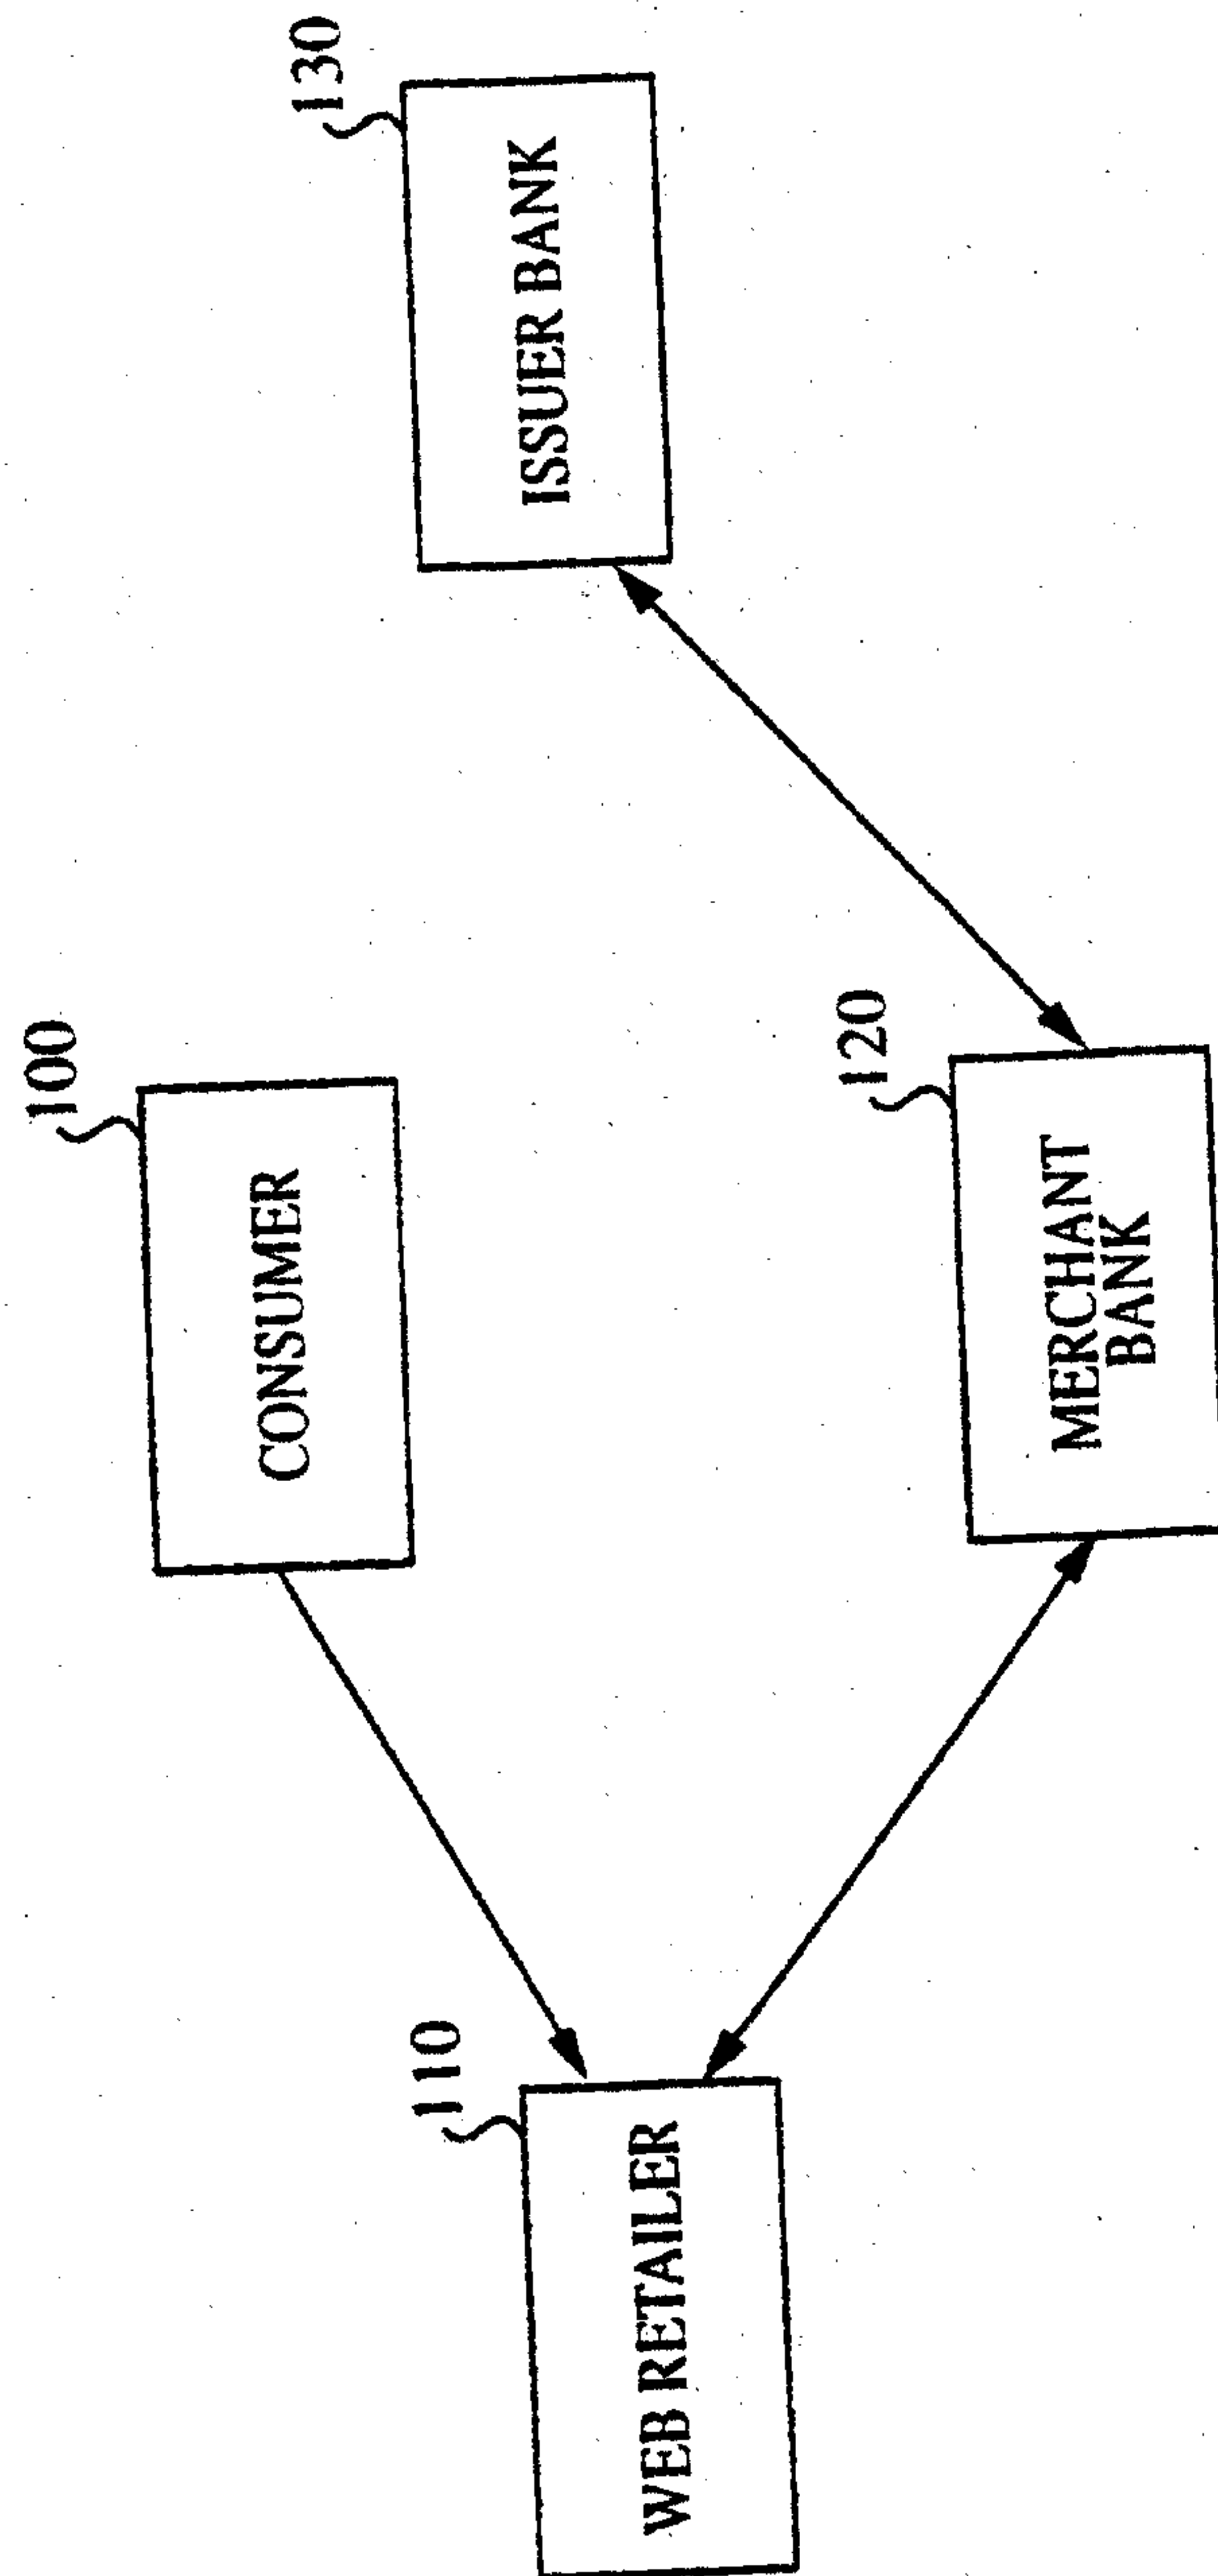 100
CONSUMER
130
ISSUER BANK
110
WEB RETAILER
120
MERCHANT
BANK